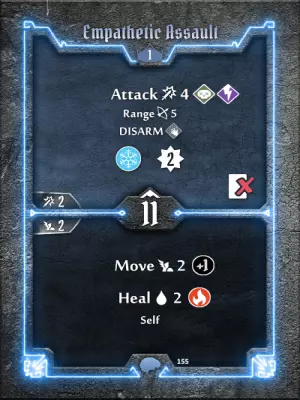 Empathetic Assault
1
Attack 4
Range 5
DISARM
2
2
11
2
Move 2 +1
Heal 2
Self
155